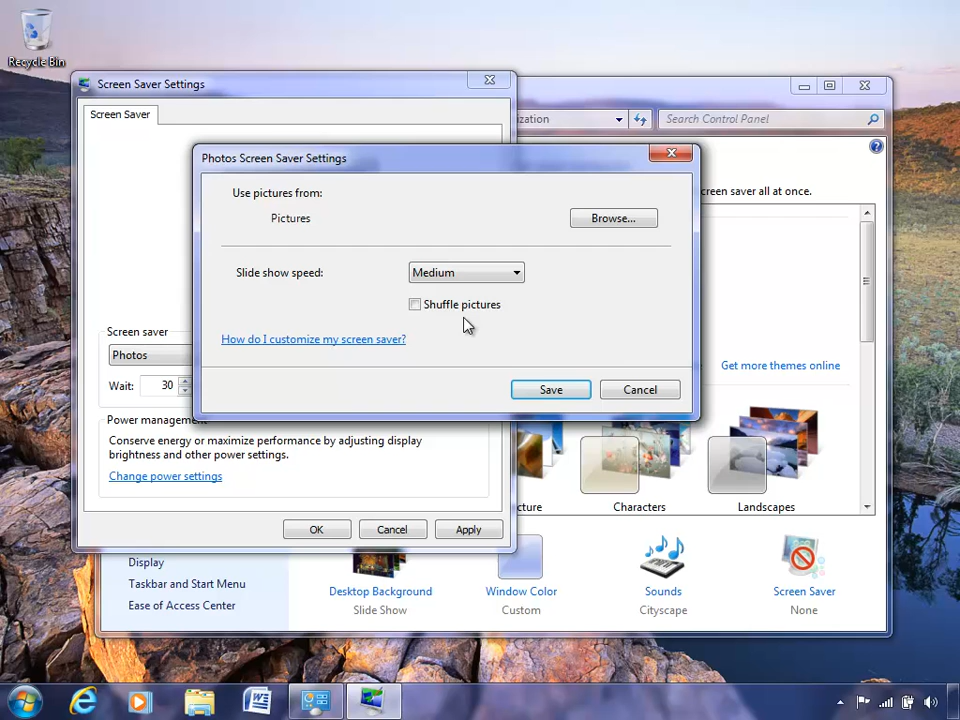 Recycle Bin
Screen Saver Settings
Screen Saver
ization
Search Control Panel
creen saver all at once.
Photos Screen Saver Settings
Use pictures from:
Pictures
Browse...
Slide show speed:
Medium
Shuffle pictures
How do I customize my screen saver?
Save
Cancel
Screen saver
Photos
Wait:
30
Get more themes online
Power management
Conserve energy or maximize performance by adjusting display
brightness and other power settings.
Change power settings
OK
Cancel
Apply
cture
Characters
Landscapes
Display
Taskbar and Start Menu
Ease of Access Center
Desktop Background
Slide Show
Window Color
Custom
Sounds
Cityscape
Screen Saver
None